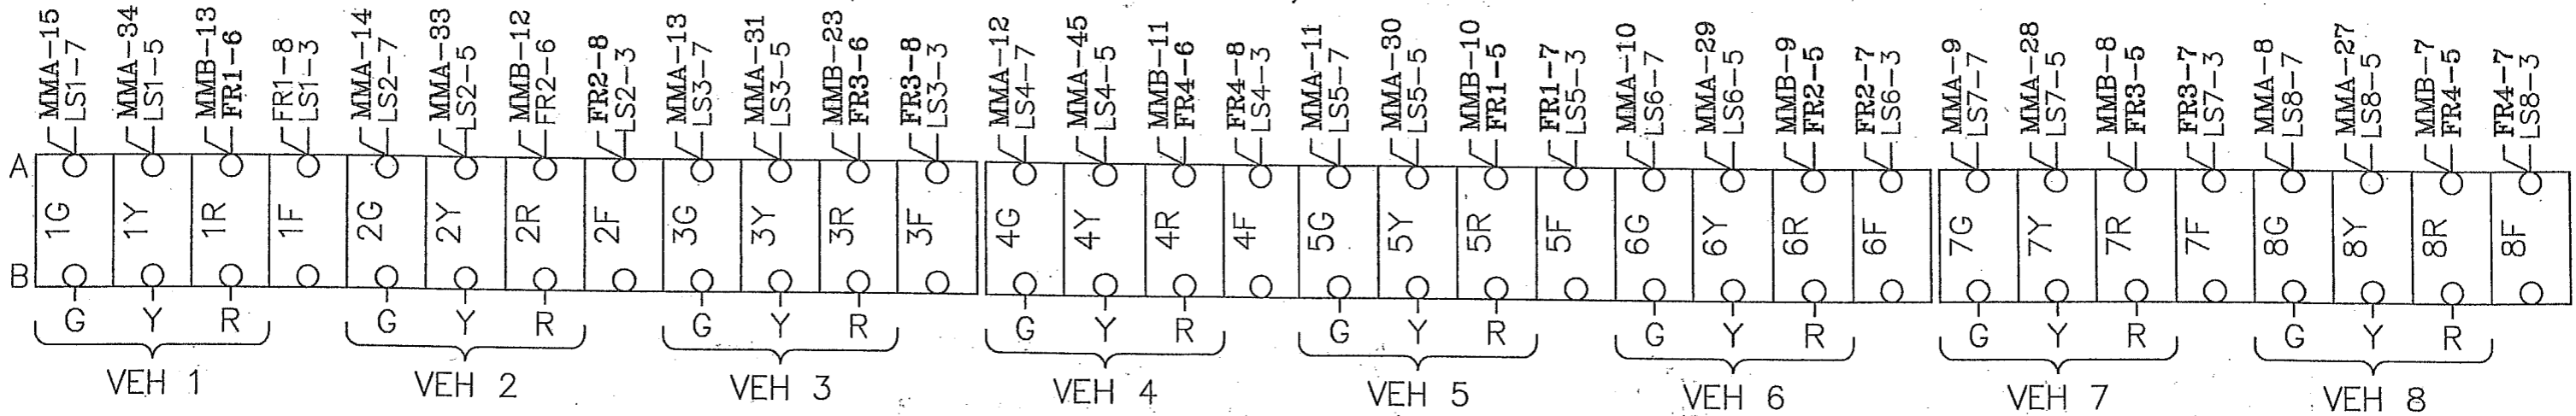 MMA-15
LS1-7
MMA-34
LS1-5
MMB-13
FR1-6
FR1-8
LS1-3
MMA-14
LS2-7
MMA-33
LS2-5
MMB-12
FR2-6
FR2-8
LS2-3
MMA-13
LS3-7
MMA-31
LS3-5
MMB-23
FR3-6
FR3-8
LS3-3
MMA-12
LS4-7
MMA-45
LS4-5
MMB-11
FR4-6
FR4-8
LS4-3
MMA-11
LS5-7
MMA-30
LS5-5
MMB-10
FR1-5
FR1-7
LS5-3
MMA-10
LS6-7
MMA-29
LS6-5
MMB-9
FR2-5
FR2-7
LS6-3
MMA-9
LS7-7
MMA-28
LS7-5
MMB-8
FR3-5
FR3-7
LS7-3
MMA-8
LS8-7
MMA-27
LS8-5
MMB-7
FR4-5
FR4-7
LS8-3
A
1G 1Y 1R 1F 2G 2Y 2R 2F 3G 3Y 3R 3F 4G 4Y 4R 4F 5G 5Y 5R 5F 6G 6Y 6R 6F 7G 7Y 7R 7F 8G 8Y 8R 8F
B
G Y R G Y R G Y R G Y R G Y R G Y R G Y R G Y R
VEH 1 VEH 2 VEH 3 VEH 4 VEH 5 VEH 6 VEH 7 VEH 8